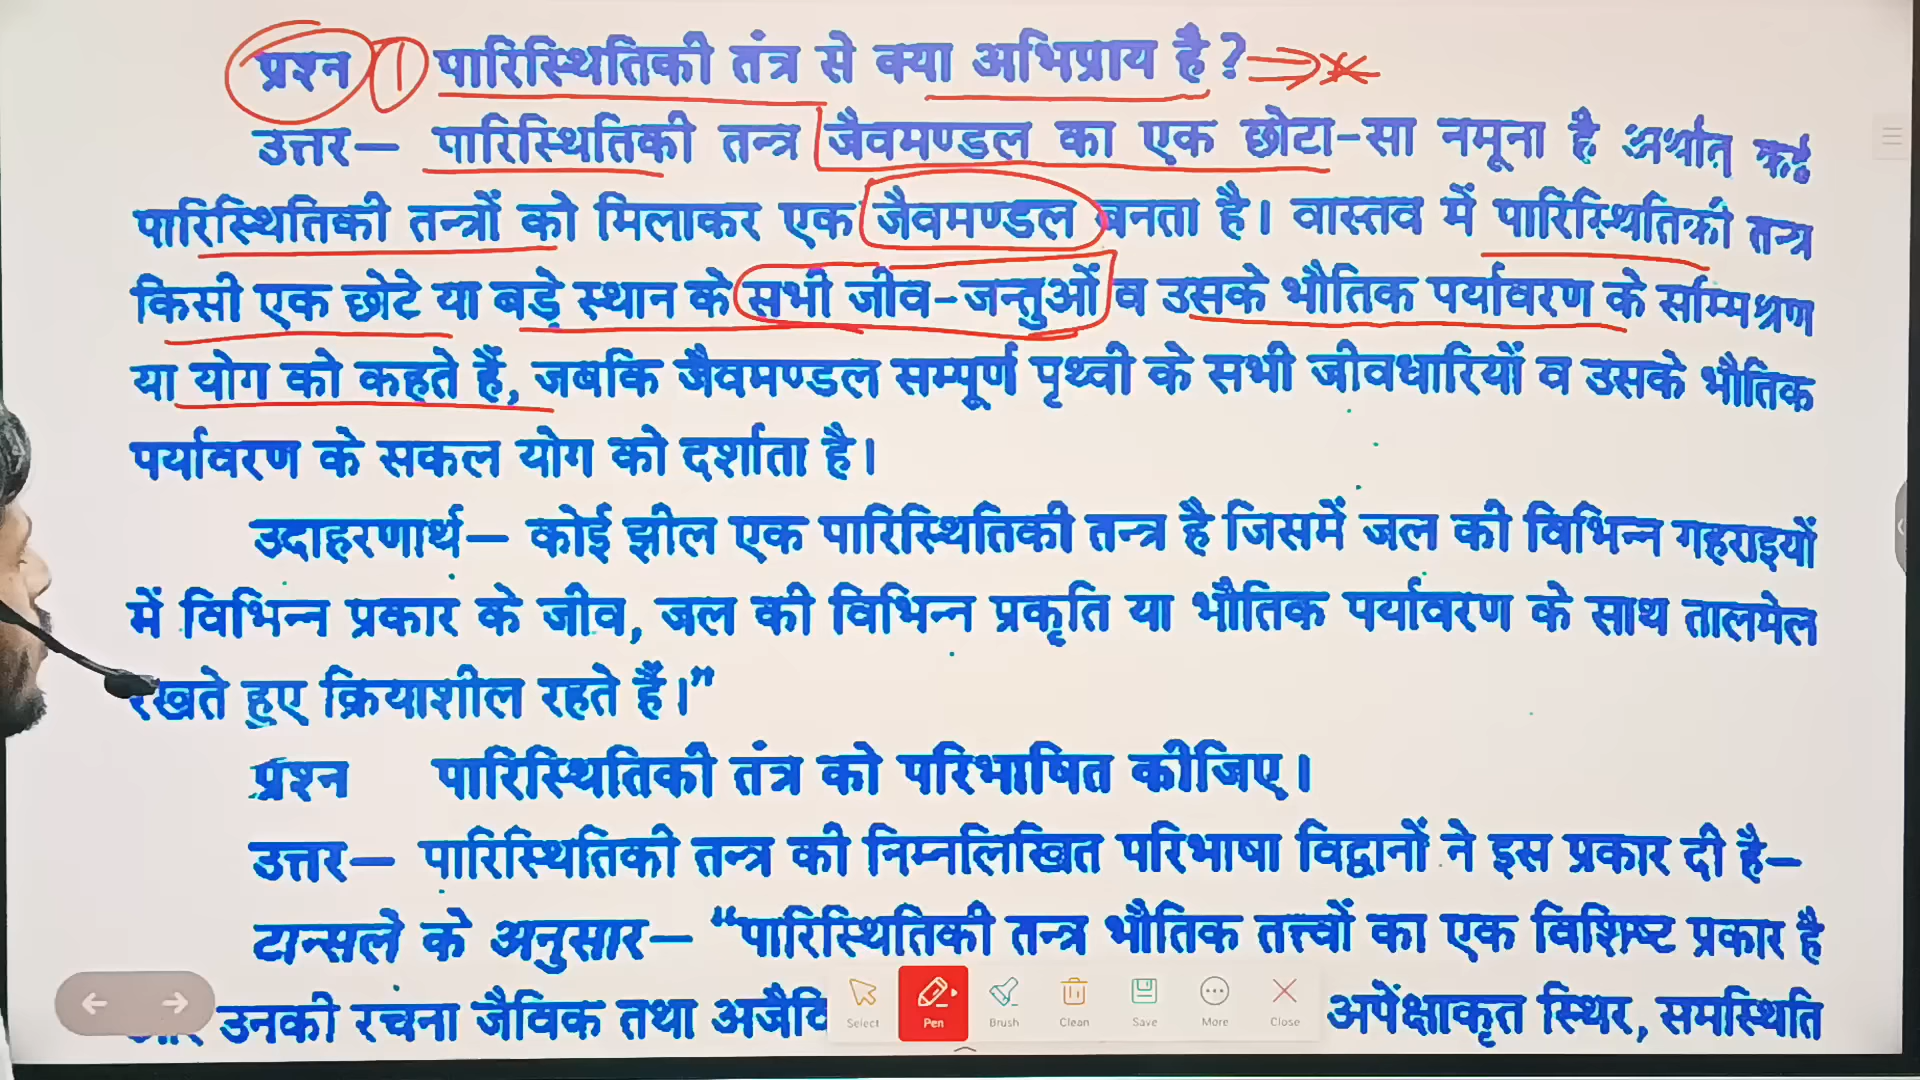 प्रश्न 1 पारिस्थितिकी तंत्र से क्या अभिप्राय है?
उत्तर— पारिस्थितिकी तन्त्र जैवमण्डल का एक छोटा-सा नमूना है अर्थात् कई
पारिस्थितिकी तन्त्रों को मिलाकर एक जैवमण्डल बनता है। वास्तव में पारिस्थितिकी तन्त्र
किसी एक छोटे या बड़े स्थान के सभी जीव-जन्तुओं व उसके भौतिक पर्यावरण के सम्मिश्रण
या योग को कहते हैं, जबकि जैवमण्डल सम्पूर्ण पृथ्वी के सभी जीवधारियों व उसके भौतिक
पर्यावरण के सकल योग को दर्शाता है।
उदाहरणार्थ— कोई झील एक पारिस्थितिकी तन्त्र है जिसमें जल की विभिन्न गहराइयों
में विभिन्न प्रकार के जीव, जल की विभिन्न प्रकृति या भौतिक पर्यावरण के साथ तालमेल
रखते हुए क्रियाशील रहते हैं।”
प्रश्न पारिस्थितिकी तंत्र को परिभाषित कीजिए।
उत्तर— पारिस्थितिकी तन्त्र की निम्नलिखित परिभाषा विद्वानों ने इस प्रकार दी है—
टान्सले के अनुसार— “पारिस्थितिकी तन्त्र भौतिक तत्त्वों का एक विशिष्ट प्रकार है
उनकी रचना जैविक तथा अपेक्षाकृत स्थिर, समस्थिति
Select Pen Brush Clean Save More Close